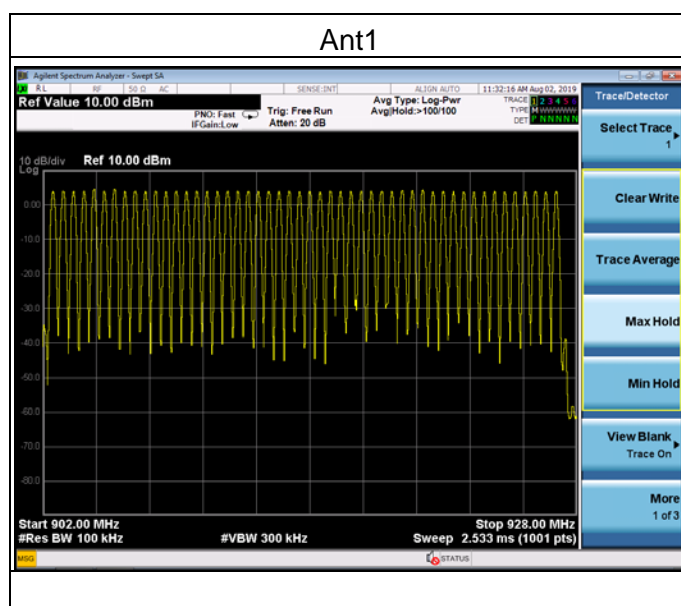 Ant1
Agilent Spectrum Analyzer - Swept SA
RL RF 50 Ω AC SENSE:INT ALIGN AUTO 11:32:16 AM Aug 02, 2019
Ref Value 10.00 dBm
PNO: Fast
IFGain:Low
Trig: Free Run
Atten: 20 dB
Avg Type: Log-Pwr
Avg|Hold:>100/100
TRACE 1 2 3 4 5 6
TYPE M WWWWW
DET P N N N N N
Trace/Detector
Select Trace
1
10 dB/div Ref 10.00 dBm
Log
0.00
-10.0
-20.0
-30.0
-40.0
-50.0
-60.0
-70.0
-80.0
Clear Write
Trace Average
Max Hold
Min Hold
View Blank
Trace On
More
1 of 3
Start 902.00 MHz Stop 928.00 MHz
#Res BW 100 kHz #VBW 300 kHz Sweep 2.533 ms (1001 pts)
MSG STATUS